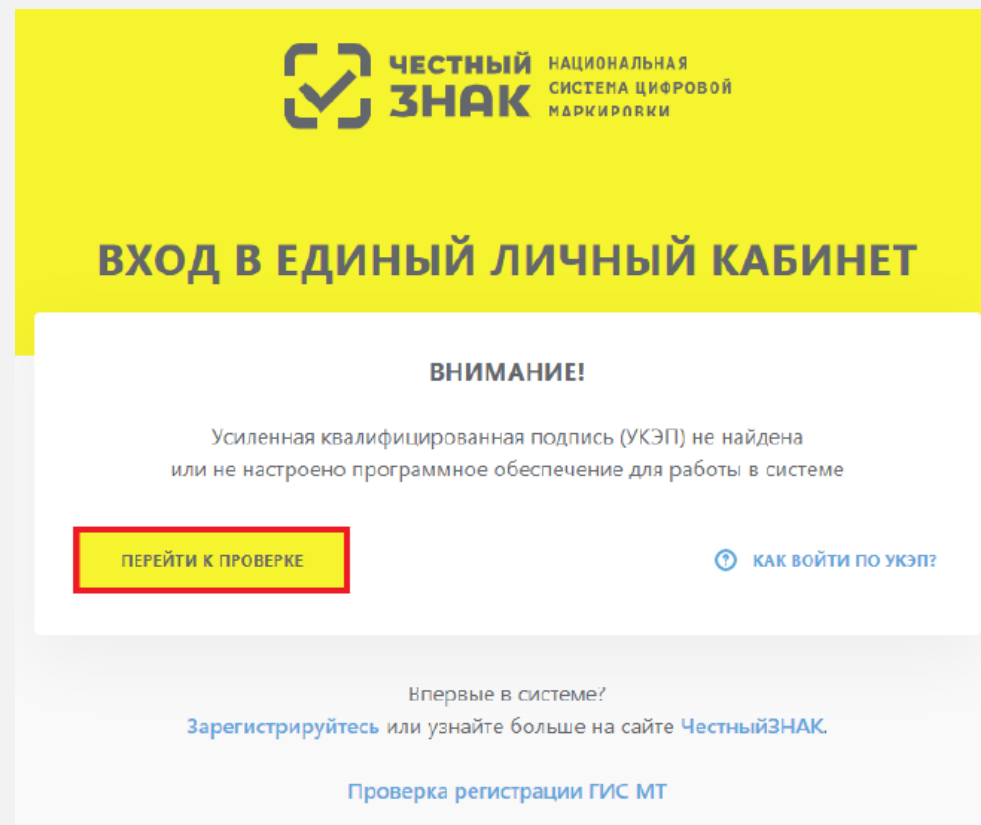 ЧЕСТНЫЙ
ЗНАК
НАЦИОНАЛЬНАЯ
СИСТЕМА ЦИФРОВОЙ
МАРКИРОВКИ
ВХОД В ЕДИНЫЙ ЛИЧНЫЙ КАБИНЕТ
ВНИМАНИЕ!
Усиленная квалифицированная подпись (УКЭП) не найдена
или не настроено программное обеспечение для работы в системе
ПЕРЕЙТИ К ПРОВЕРКЕ
? КАК ВОЙТИ ПО УКЭП?
Впервые в системе?
Зарегистрируйтесь или узнайте больше на сайте ЧестныйЗНАК.
Проверка регистрации ГИС МТ